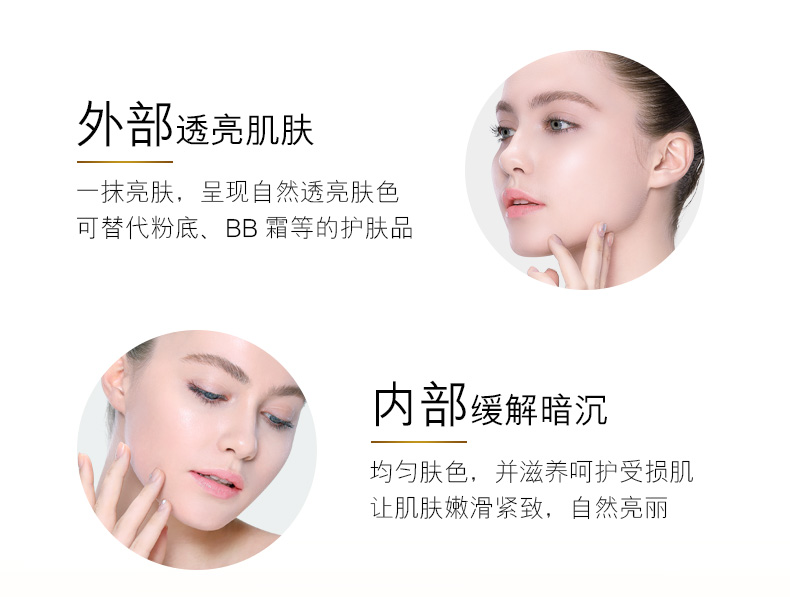 外部透亮肌肤
一抹亮肤，呈现自然透亮肤色
可替代粉底、BB 霜等的护肤品
内部缓解暗沉
均匀肤色，并滋养呵护受损肌
让肌肤嫩滑紧致，自然亮丽